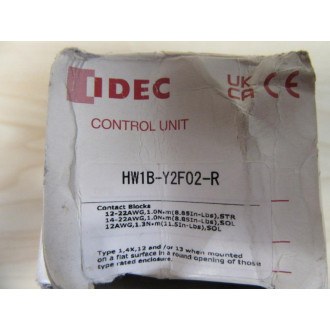 IDEC
UK
CA
CE
CONTROL UNIT
HW1B-Y2F02-R
Contact Blocks
12-22AWG,1.0N•m(8.85In-Lbs),STR
14-22AWG,1.0N•m(8.85In-Lbs),SOL
12AWG,1.3N•m(11.5In-Lbs),SOL
Type 1,4X,12 and /or 13 when mounted
on a flat surface in a round opening of those
type rated enclosure.